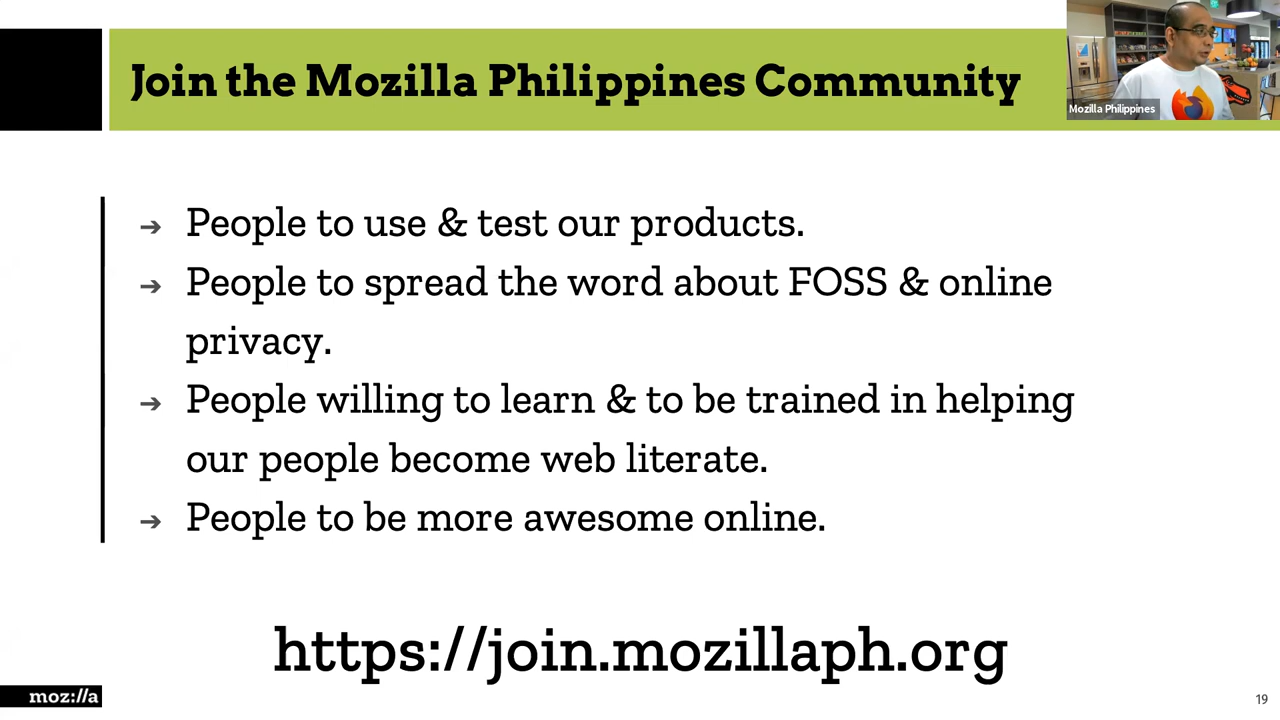 Join the Mozilla Philippines Community
Mozilla Philippines
➔ People to use & test our products.
➔ People to spread the word about FOSS & online
privacy.
➔ People willing to learn & to be trained in helping
our people become web literate.
➔ People to be more awesome online.
https://join.mozillaph.org
moz://a
19